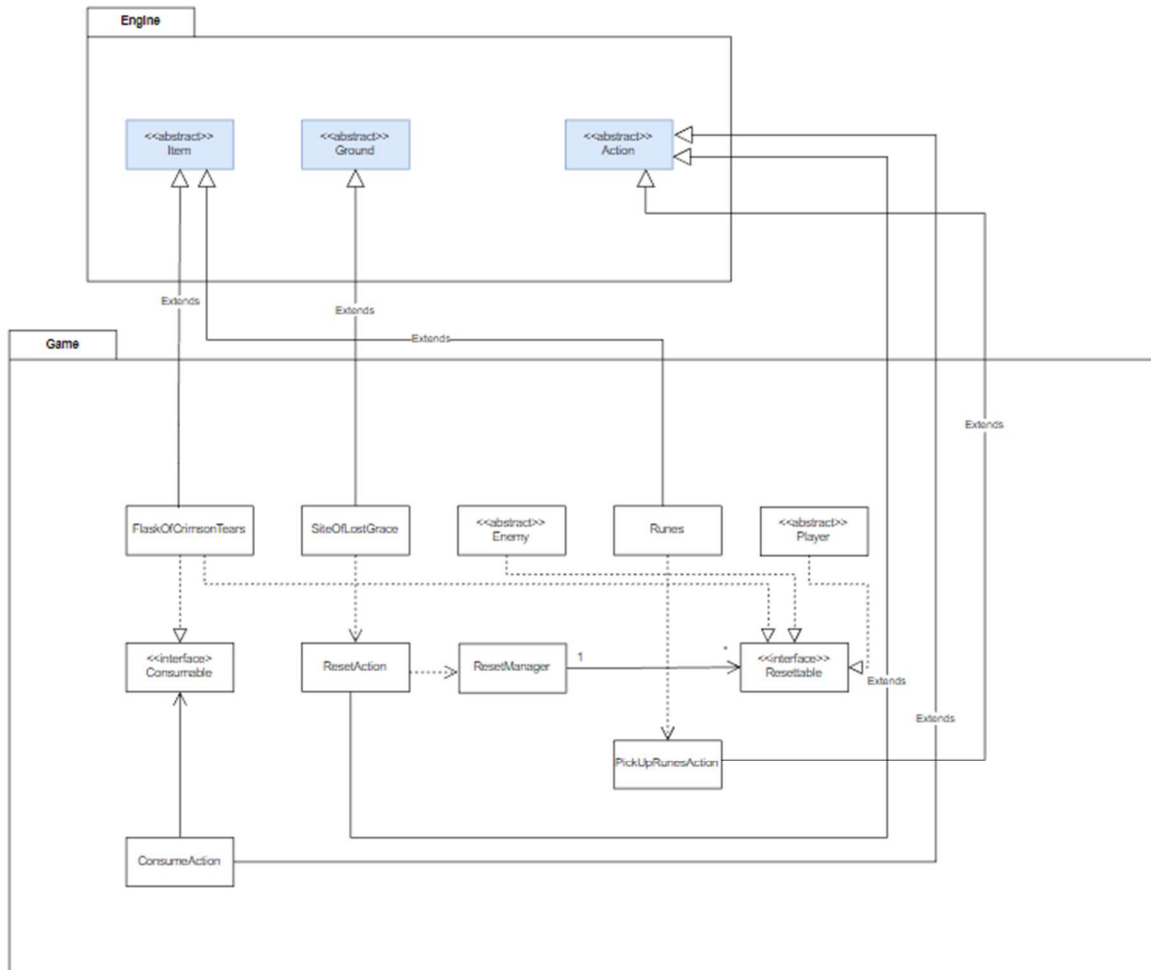 Engine
<<abstract>>
Item
<<abstract>>
Ground
<<abstract>>
Action
Extends
Extends
Extends
Game
Extends
FlaskOfCrimsonTears
SiteOfLostGrace
<<abstract>>
Enemy
Runes
<<abstract>>
Player
<<interface>
Consumable
ResetAction
ResetManager
1
*
<<interface>>
Resettable
Extends
Extends
PickUpRunesAction
ConsumeAction